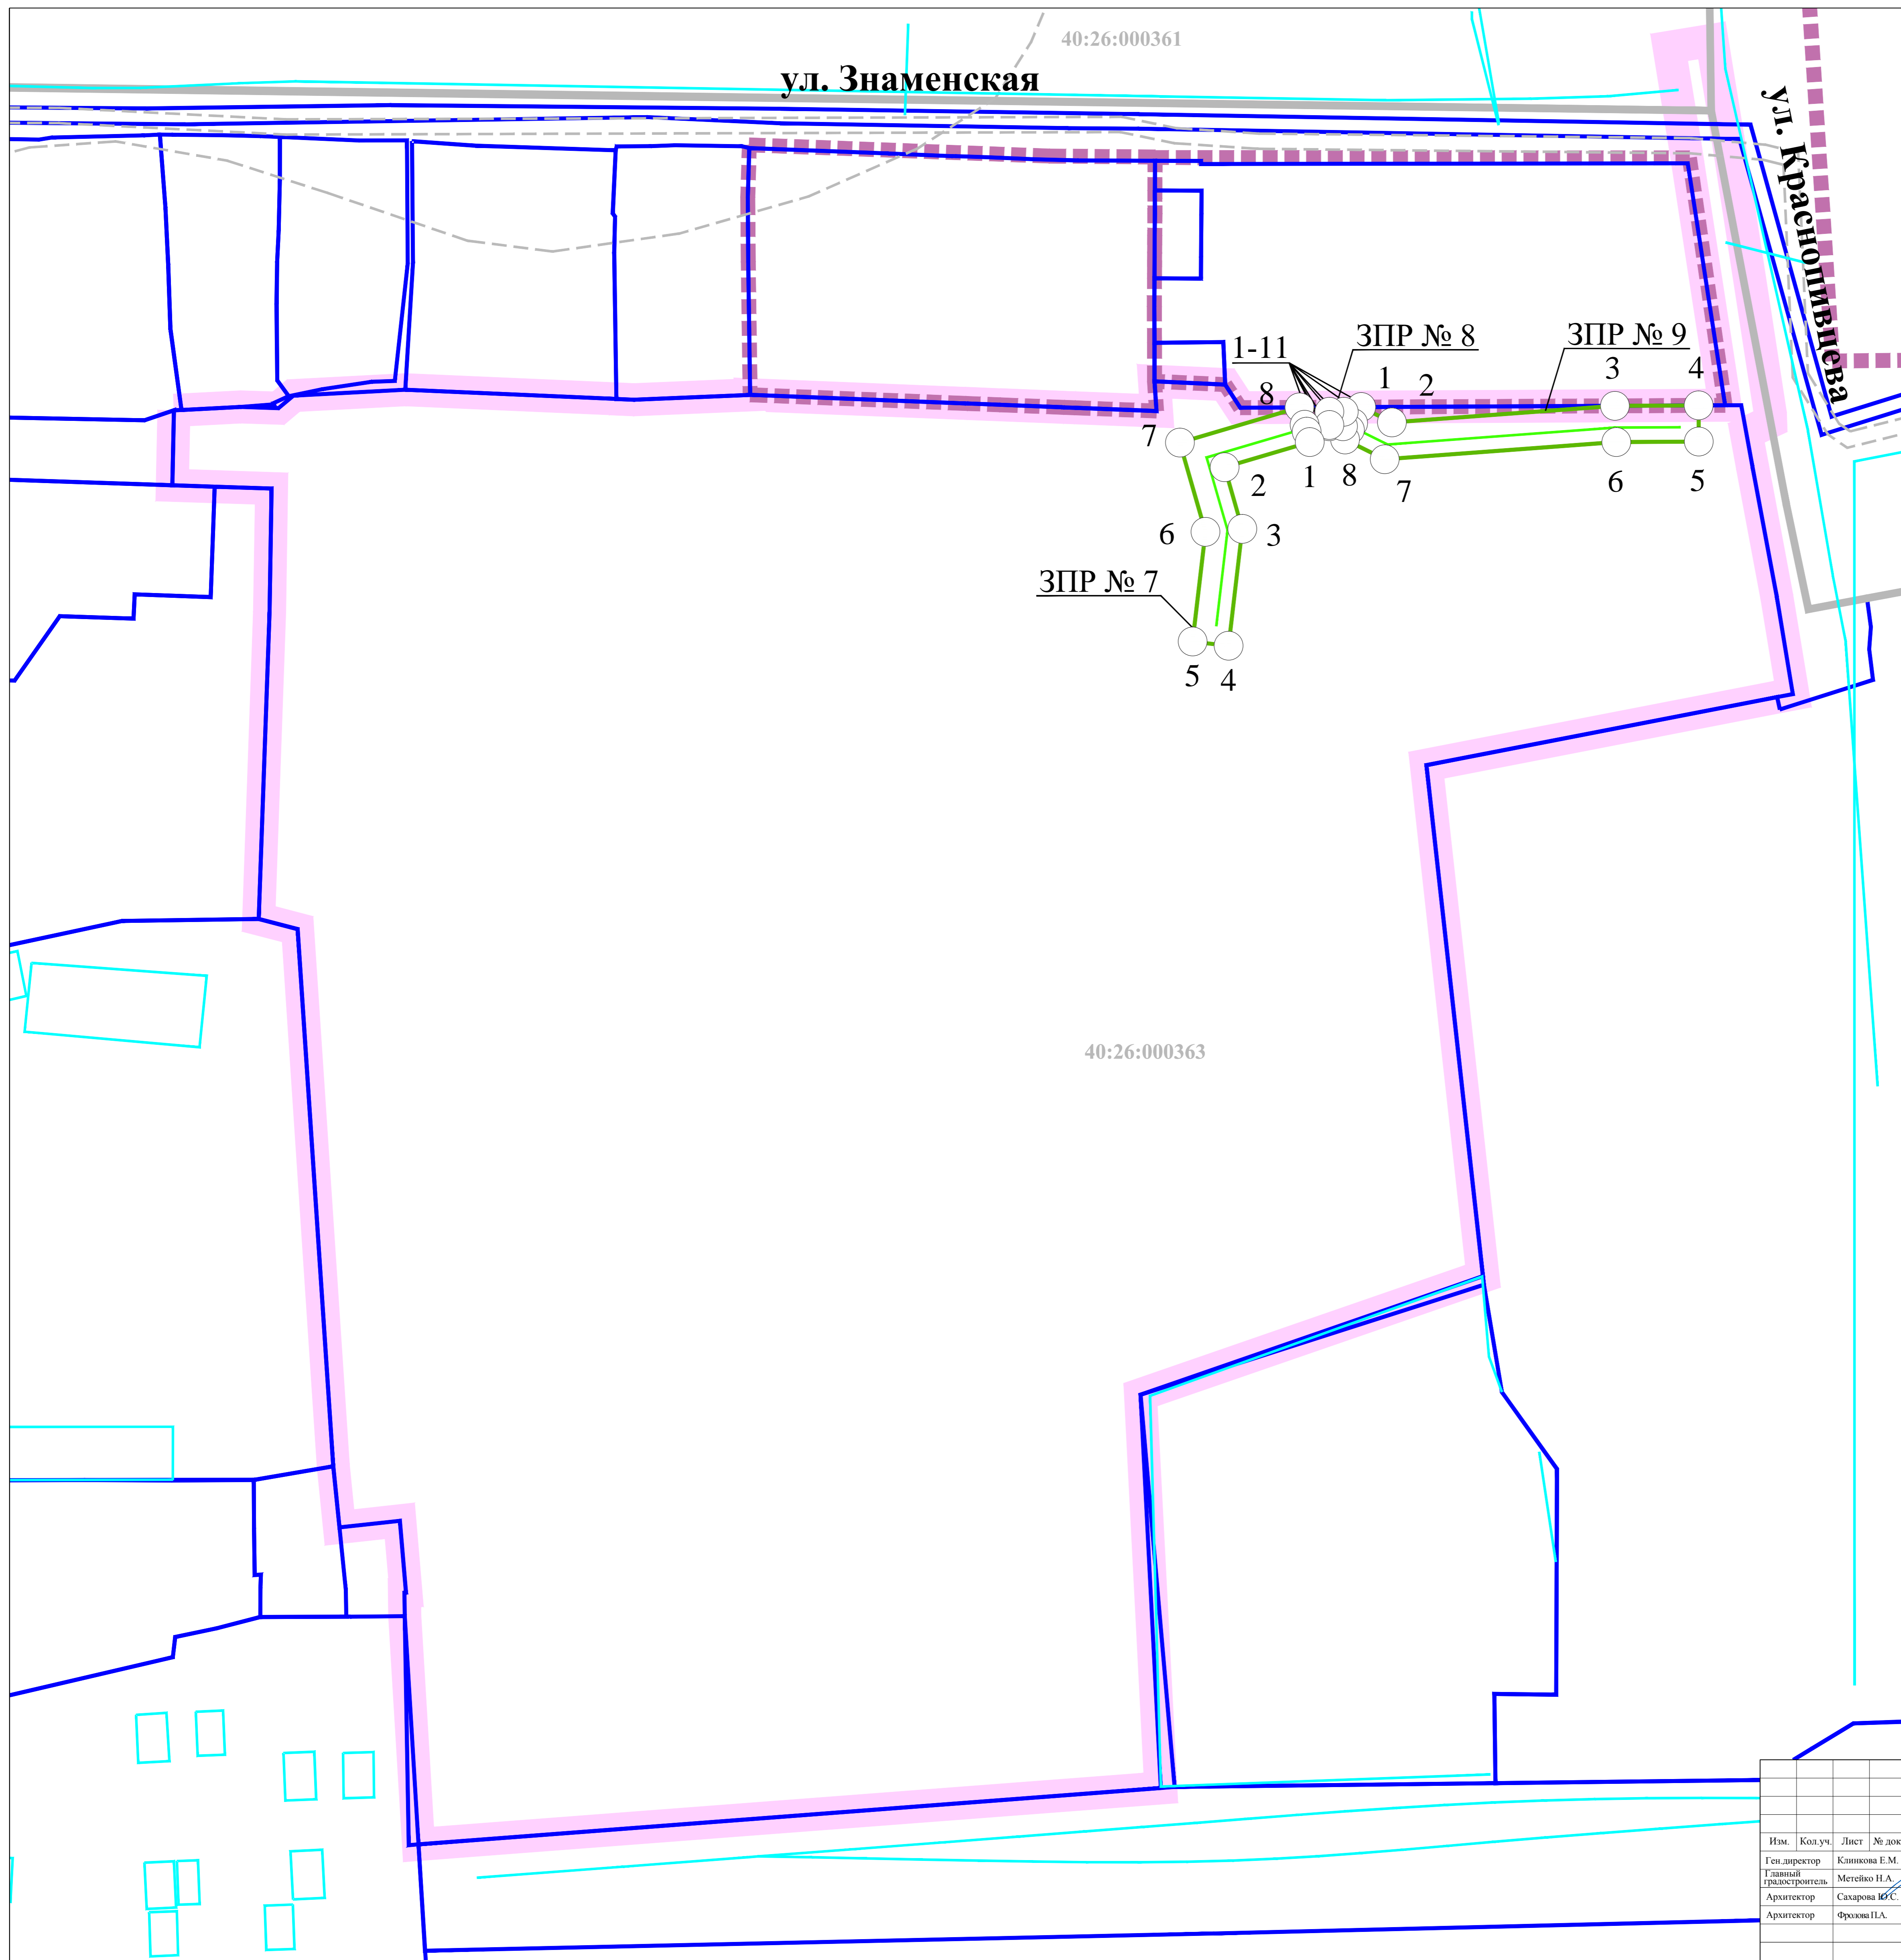 40:26:000361
ул. Знаменская
ул. Краснопивцева
ЗПР № 8
ЗПР № 9
1-11
8
1
2
3
4
7
2
1
8
7
6
5
6
3
ЗПР № 7
5
4
40:26:000363
Изм. Кол.уч. Лист № док
Ген.директор Клинкова Е.М.
Главный
градостроитель Метейко Н.А.
Архитектор Сахарова Ю.С.
Архитектор Фролова П.А.